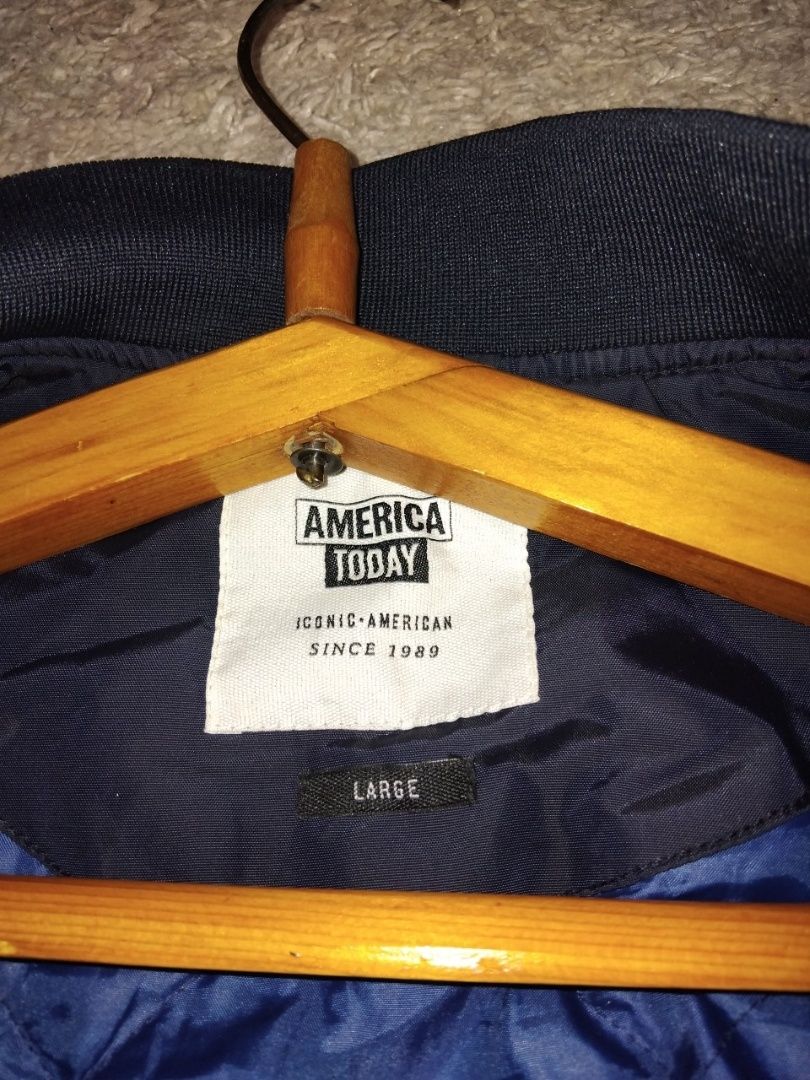 AMERICA
TODAY
ICONIC·AMERICAN
SINCE 1989
LARGE